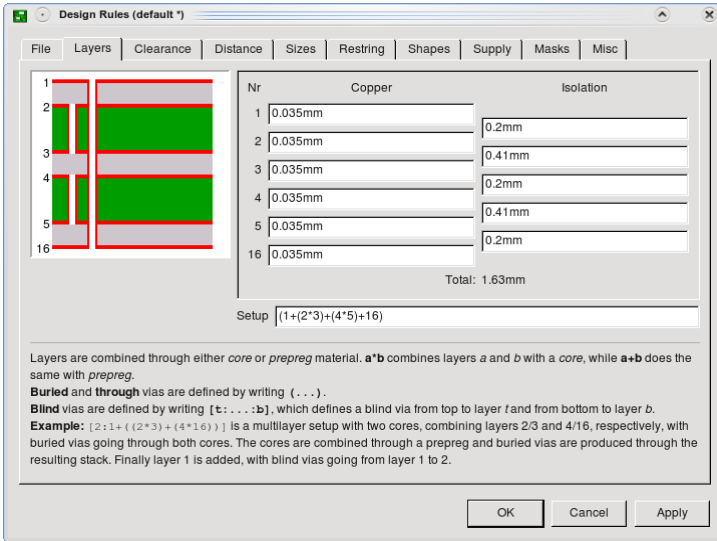 Design Rules (default *)
File Layers Clearance Distance Sizes Restring Shapes Supply Masks Misc
1
2
3
4
5
16
Nr Copper Isolation
1 0.035mm
0.2mm
2 0.035mm
0.41mm
3 0.035mm
0.2mm
4 0.035mm
0.41mm
5 0.035mm
0.2mm
16 0.035mm
Total: 1.63mm
Setup (1+(2*3)+(4*5)+16)
Layers are combined through either core or prepreg material. a*b combines layers a and b with a core, while a+b does the
same with prepreg.
Buried and through vias are defined by writing (...).
Blind vias are defined by writing [t:...:b], which defines a blind via from top to layer t and from bottom to layer b.
Example: [2:1+((2*3)+(4*16))] is a multilayer setup with two cores, combining layers 2/3 and 4/16, respectively, with
buried vias going through both cores. The cores are combined through a prepreg and buried vias are produced through the
resulting stack. Finally layer 1 is added, with blind vias going from layer 1 to 2.
OK Cancel Apply